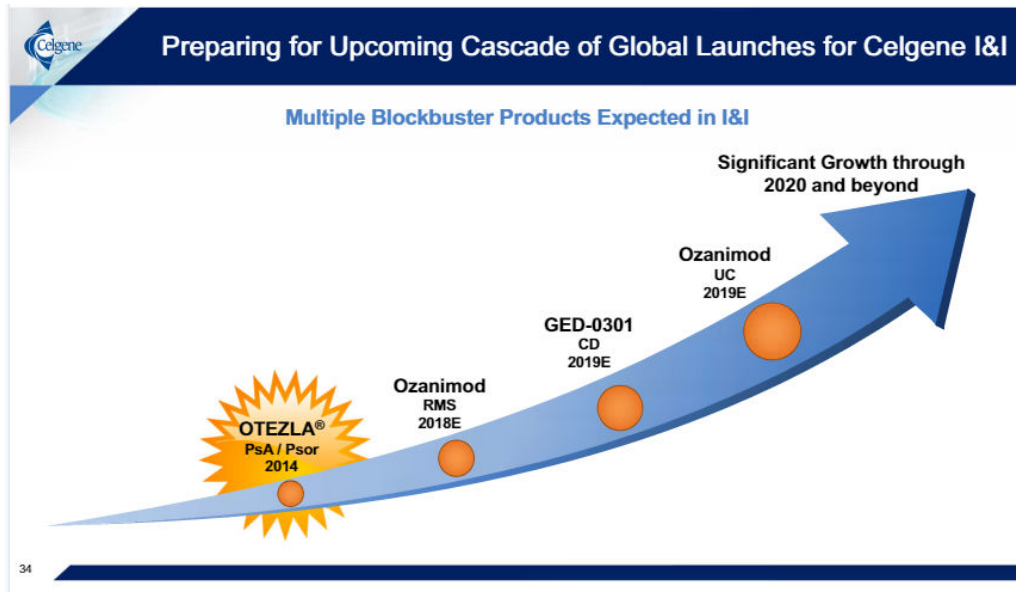 Celgene
Preparing for Upcoming Cascade of Global Launches for Celgene I&I
Multiple Blockbuster Products Expected in I&I
Significant Growth through
2020 and beyond
Ozanimod
UC
2019E
GED-0301
CD
2019E
Ozanimod
RMS
2018E
OTEZLA®
PsA / Psor
2014
34